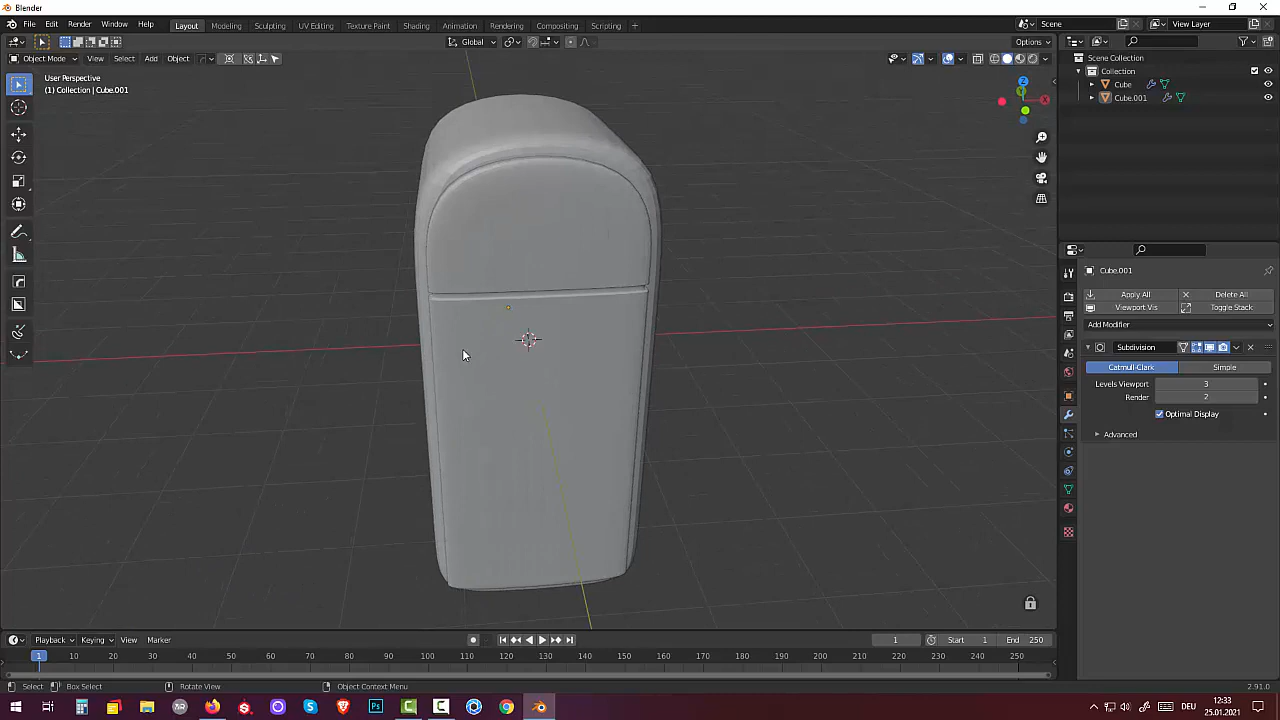 Blender
File Edit Render Window Help Layout Modeling Sculpting UV Editing Texture Paint Shading Animation Rendering Compositing Scripting + Scene View Layer
Global Options
Object Mode View Select Add Object
User Perspective
(1) Collection | Cube.001
Scene Collection
Collection
Cube
Cube.001
Z
Y
X
Cube.001
Apply All Delete All
Viewport Vis Toggle Stack
Add Modifier
Subdivision
Catmull-Clark Simple
Levels Viewport 3
Render 2
Optimal Display
Advanced
Playback Keying View Marker 1 Start 1 End 250
1 10 20 30 40 50 60 70 80 90 100 110 120 130 140 150 160 170 180 190 200 210 220 230 240 250
Select Box Select Rotate View Object Context Menu 2.91.0
DEU
12:33
25.01.2021